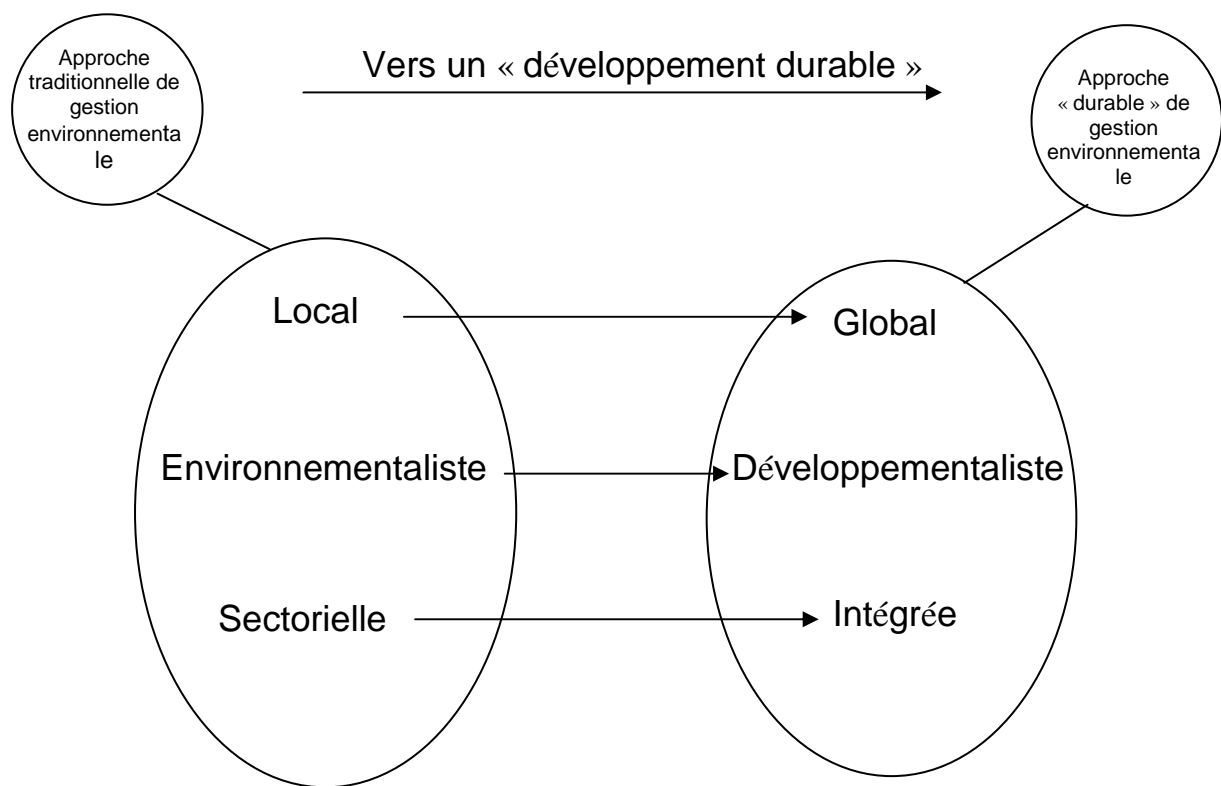 Approche
traditionnelle de
gestion
environnementa
le
Vers un « développement durable »
Approche
« durable » de
gestion
environnementa
le
Local
Global
Environnementaliste
Développementaliste
Sectorielle
Intégrée